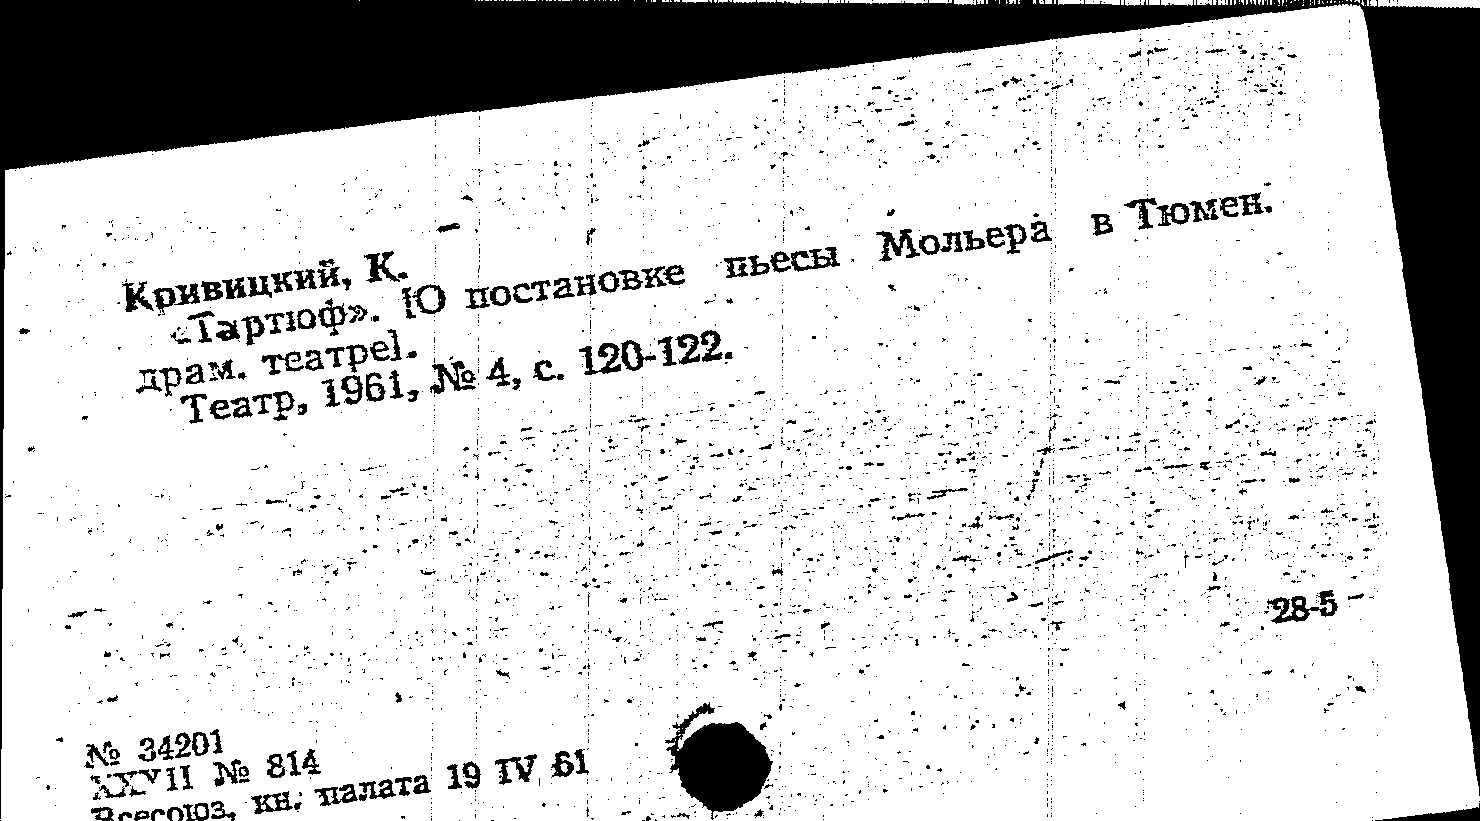 Кривицкий, К.
«Тартюф». [О постановке пьесы Мольера в Тюмен.
драм. театре].
Театр, 1961, № 4, с. 120-122.
28-5
№ 34201
XXVII № 814
Всесоюз. кн. палата 19 IV 61